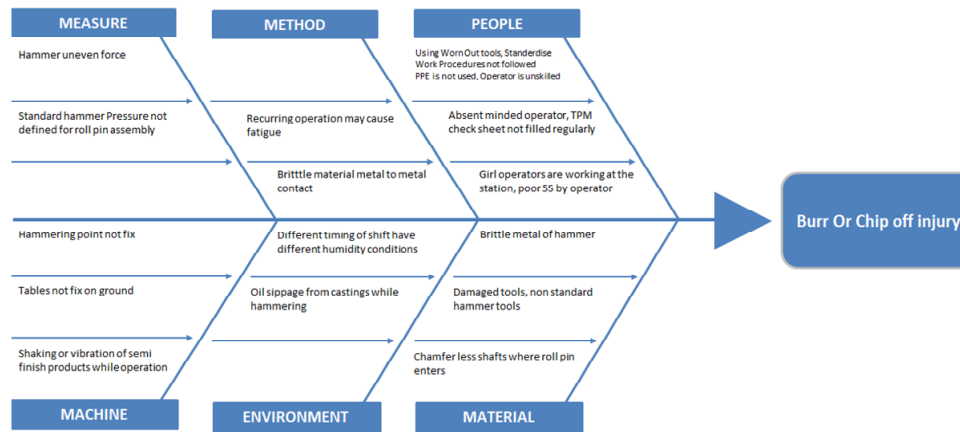 MEASURE
METHOD
PEOPLE
Hammer uneven force
Using WornOut tools, Standerdise
Work Procedures not followed
PPE is not used, Operator is unskilled
Standard hammer Pressure not
defined for roll pin assembly
Recurring operation may cause
fatigue
Absent minded operator, TPM
check sheet not filled regularly
Britttle material metal to metal
contact
Girl operators are working at the
station, poor 5S by operator
Burr Or Chip off injury
Hammering point not fix
Different timing of shift have
different humidity conditions
Brittle metal of hammer
Tables not fix on ground
Oil sippage from castings while
hammering
Damaged tools, non standard
hammer tools
Shaking or vibration of semi
finish products while operation
Chamfer less shafts where roll pin
enters
MACHINE
ENVIRONMENT
MATERIAL